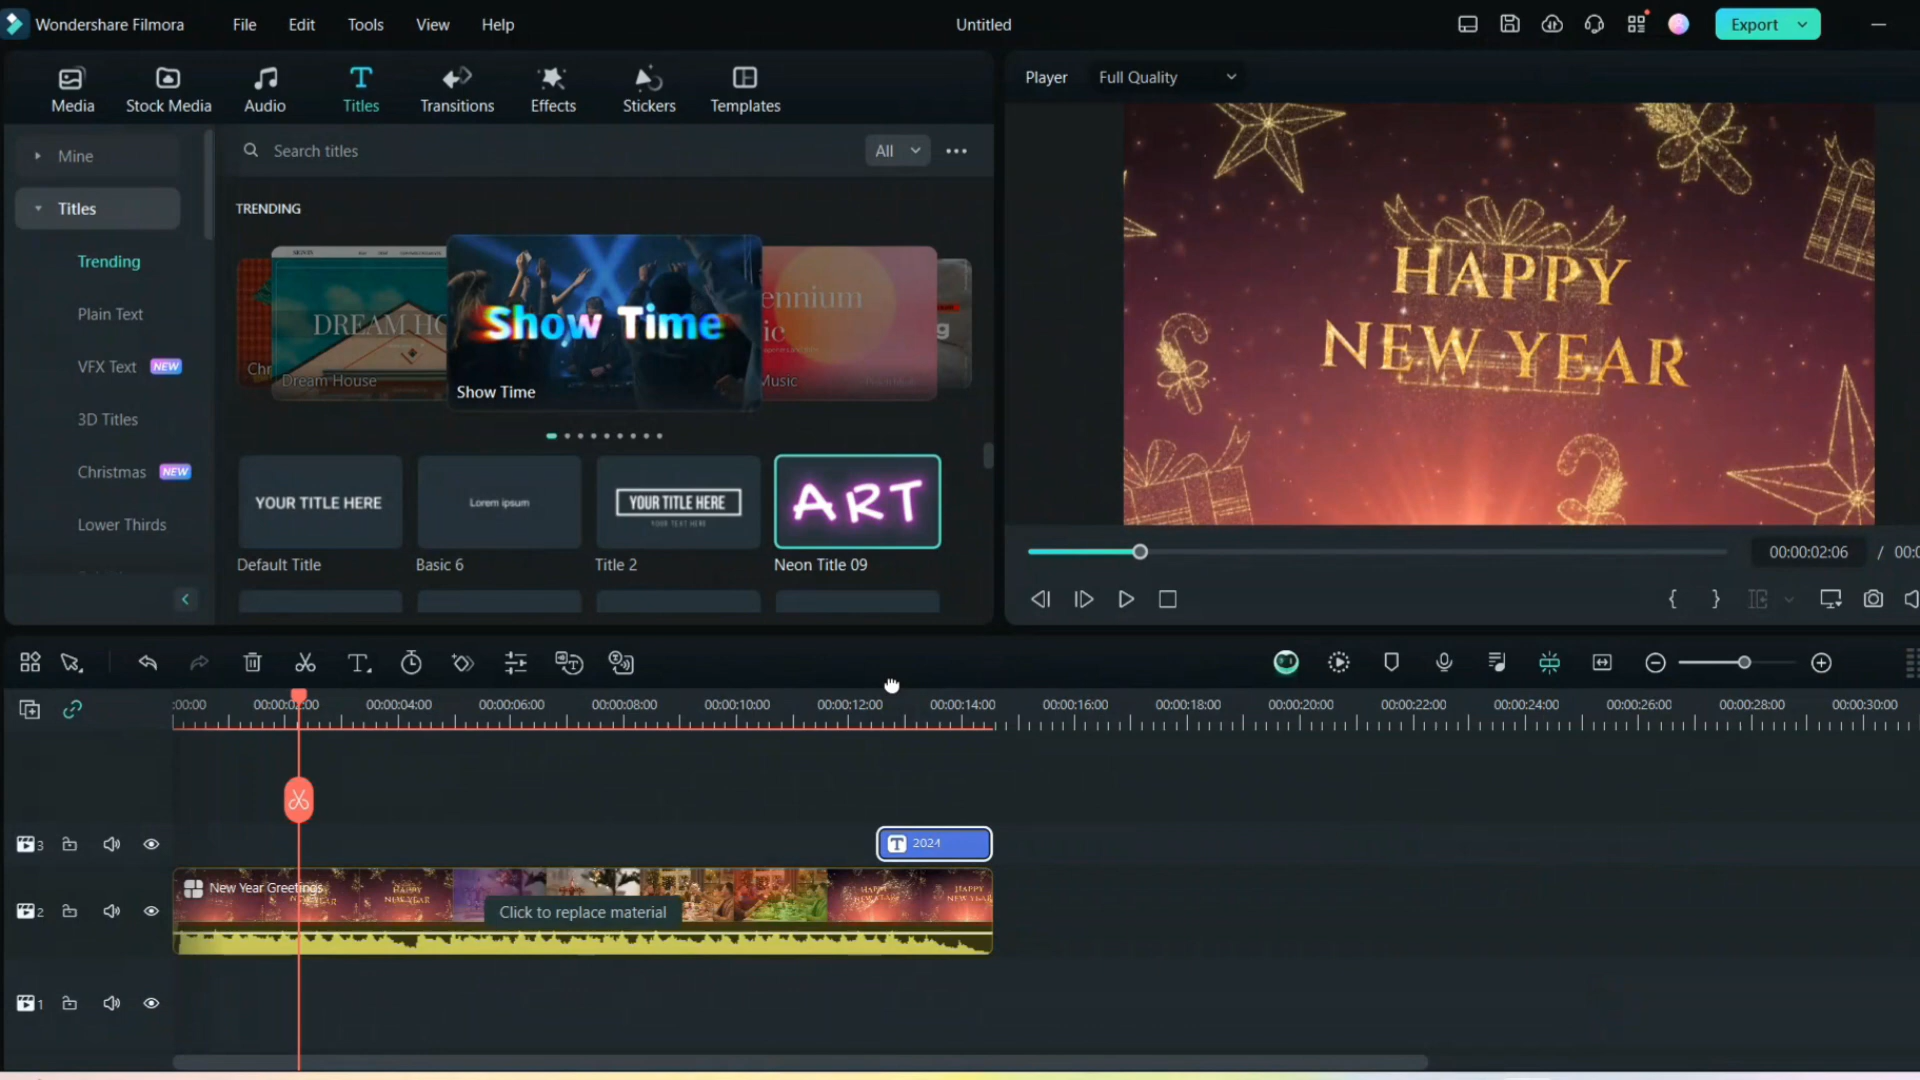 Wondershare Filmora File Edit Tools View Help Untitled Export
Media Stock Media Audio Titles Transitions Effects Stickers Templates
Player Full Quality
Mine
Search titles
All
Titles
TRENDING
Trending
Plain Text
VFX Text NEW
3D Titles
Christmas NEW
Lower Thirds
DREAM HO
Dream House
Show Time
Show Time
ennium
ic
Music
g
YOUR TITLE HERE
Lorem ipsum
YOUR TITLE HERE
YOUR TEXT HERE
ART
Default Title Basic 6 Title 2 Neon Title 09
HAPPY
NEW YEAR
00:00:02:06 / 00:0
:00:00 00:00:02:00 00:00:04:00 00:00:06:00 00:00:08:00 00:00:10:00 00:00:12:00 00:00:14:00 00:00:16:00 00:00:18:00 00:00:20:00 00:00:22:00 00:00:24:00 00:00:26:00 00:00:28:00 00:00:30:00
3
T 2024
New Year Greetings
2
Click to replace material
1